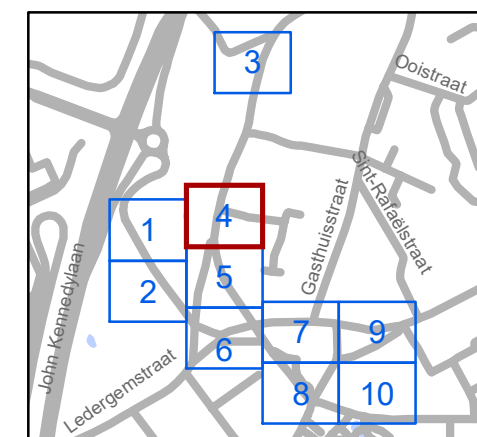 3
Ooistraat
Sint-Rafaëlstraat
Gasthuisstraat
4
1
5
2
John Kennedylaan
7
9
6
Ledergemstraat
8
10